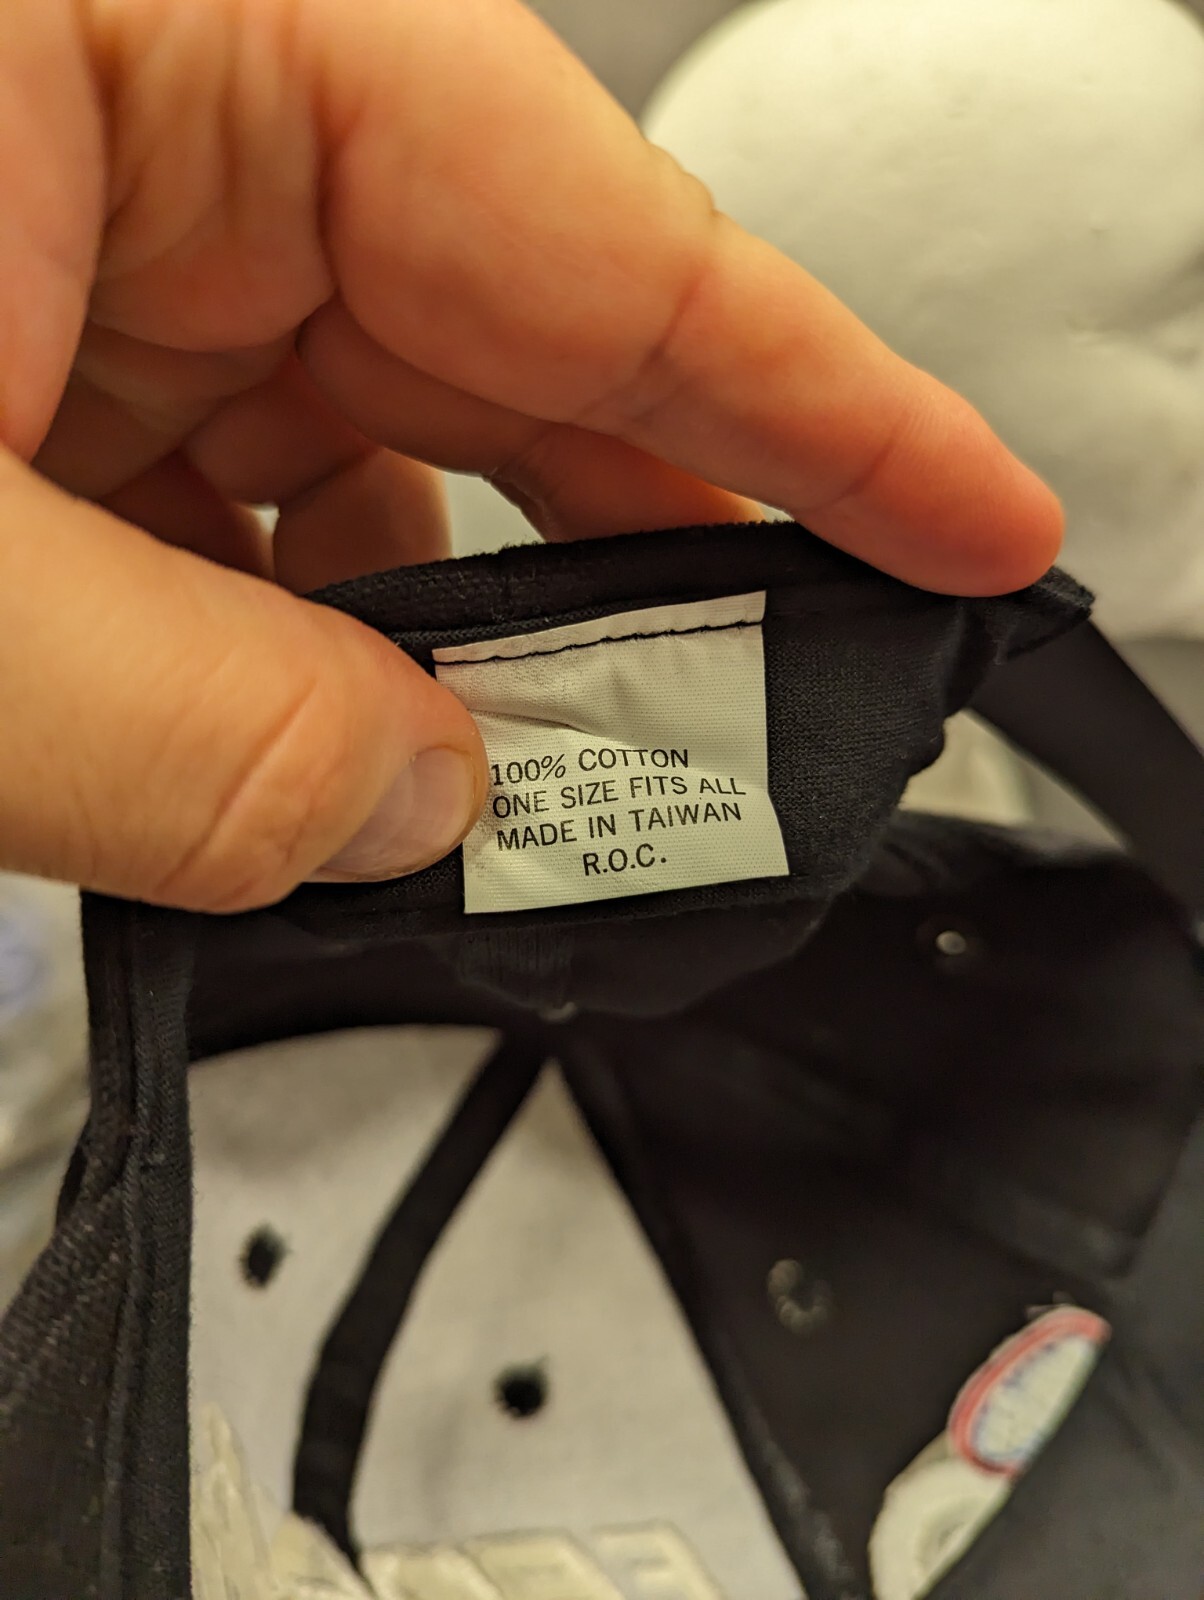 100% COTTON
ONE SIZE FITS ALL
MADE IN TAIWAN
R.O.C.